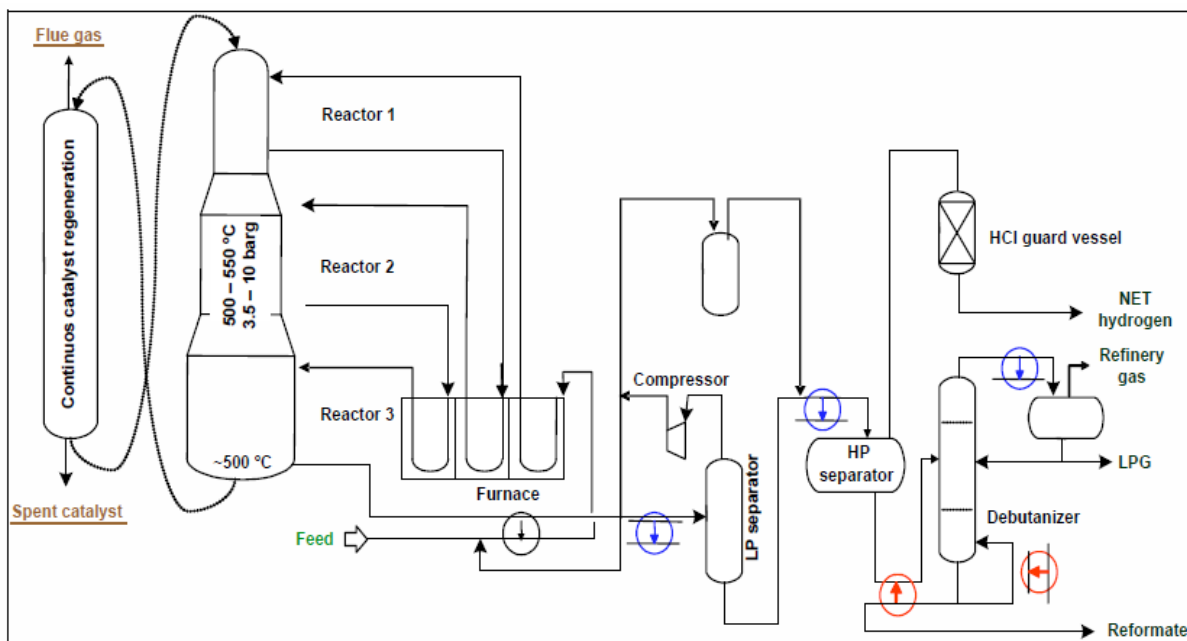 Flue gas
Continuos catalyst regeneration
Spent catalyst
500 – 550 °C
3.5 – 10 barg
~500 °C
Reactor 1
Reactor 2
Reactor 3
Furnace
Feed
Compressor
LP separator
HP
separator
HCl guard vessel
NET
hydrogen
Refinery
gas
LPG
Debutanizer
Reformate